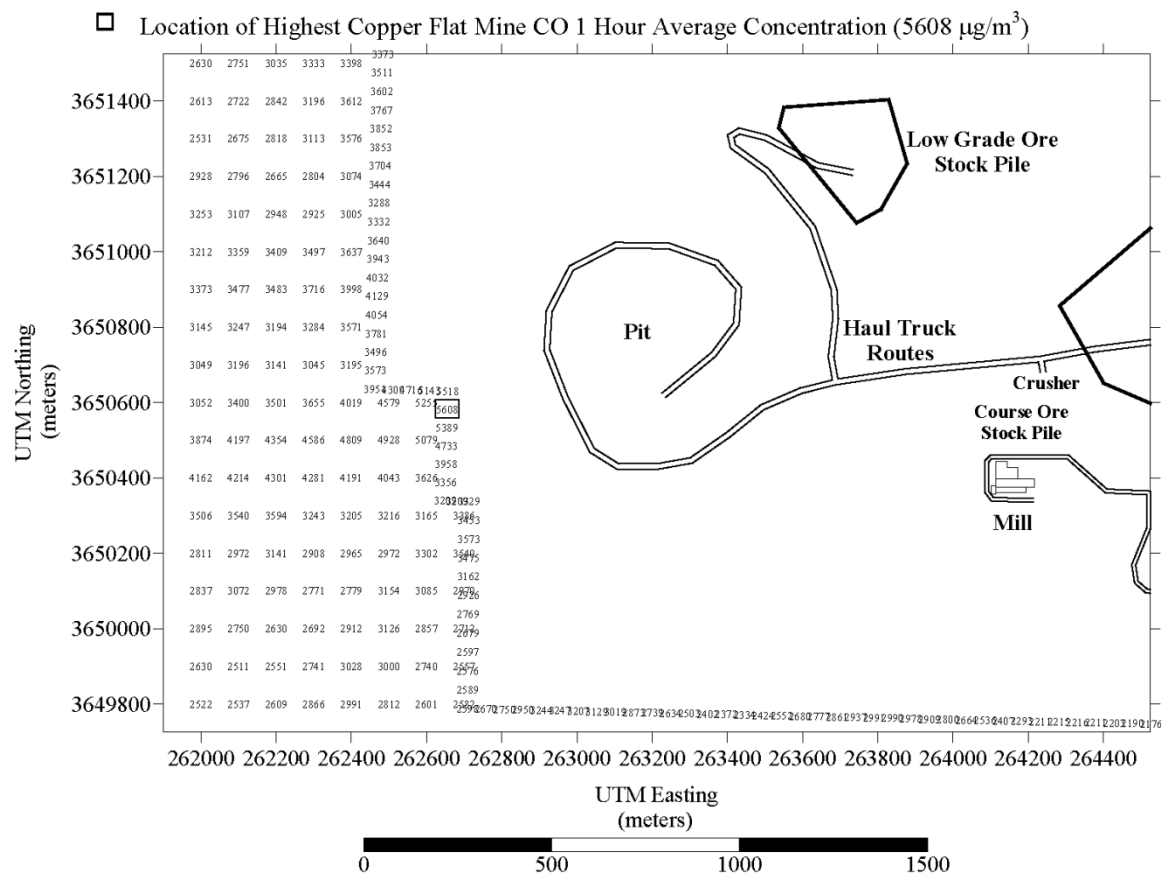 Location of Highest Copper Flat Mine CO 1 Hour Average Concentration (5608 μg/m³)
3373
2630 2751 3035 3333 3398
3511
3602
3651400 2613 2722 2842 3196 3612
3767
3852
2531 2675 2818 3113 3576
3853
Low Grade Ore
Stock Pile
3704
3651200 2928 2796 2665 2804 3074
3444
3288
3253 3107 2948 2925 3005
3332
3640
3651000 3212 3359 3409 3497 3637
3943
4032
3373 3477 3483 3716 3998
4129
4054
3650800 3145 3247 3194 3284 3571
3781
Pit
Haul Truck
Routes
3496
3049 3196 3141 3045 3195
3573
Crusher
3518
3650600 3052 3400 3501 3655 4019 4579
5608
Course Ore
Stock Pile
5389
3874 4197 4354 4586 4809 4928 5079
4733
3958
3650400 4162 4214 4301 4281 4191 4043 3626
3356
Mill
3506 3540 3594 3243 3205 3216 3165
3453
3573
3650200 2811 2972 3141 2908 2965 2972 3302
3162
2837 3072 2978 2771 2779 3154 3085
2926
2769
3650000 2895 2750 2630 2692 2912 3126 2857
2597
2630 2511 2551 2741 3028 3000 2740
2576
2589
3649800 2522 2537 2609 2866 2991 2812 2601
UTM Northing
(meters)
262000 262200 262400 262600 262800 263000 263200 263400 263600 263800 264000 264200 264400
UTM Easting
(meters)
0 500 1000 1500